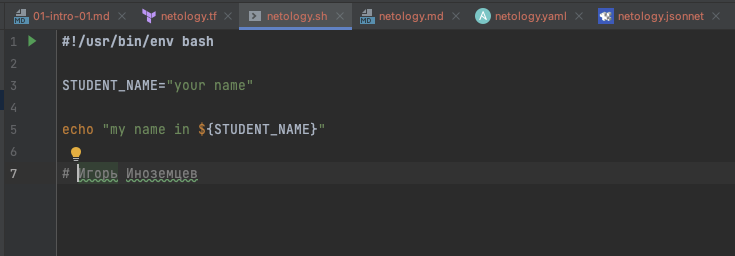 01-intro-01.md netology.tf netology.sh netology.md netology.yaml netology.jsonnet
1 #!/usr/bin/env bash
2
3 STUDENT_NAME="your name"
4
5 echo "my name in ${STUDENT_NAME}"
6
7 # Игорь Иноземцев